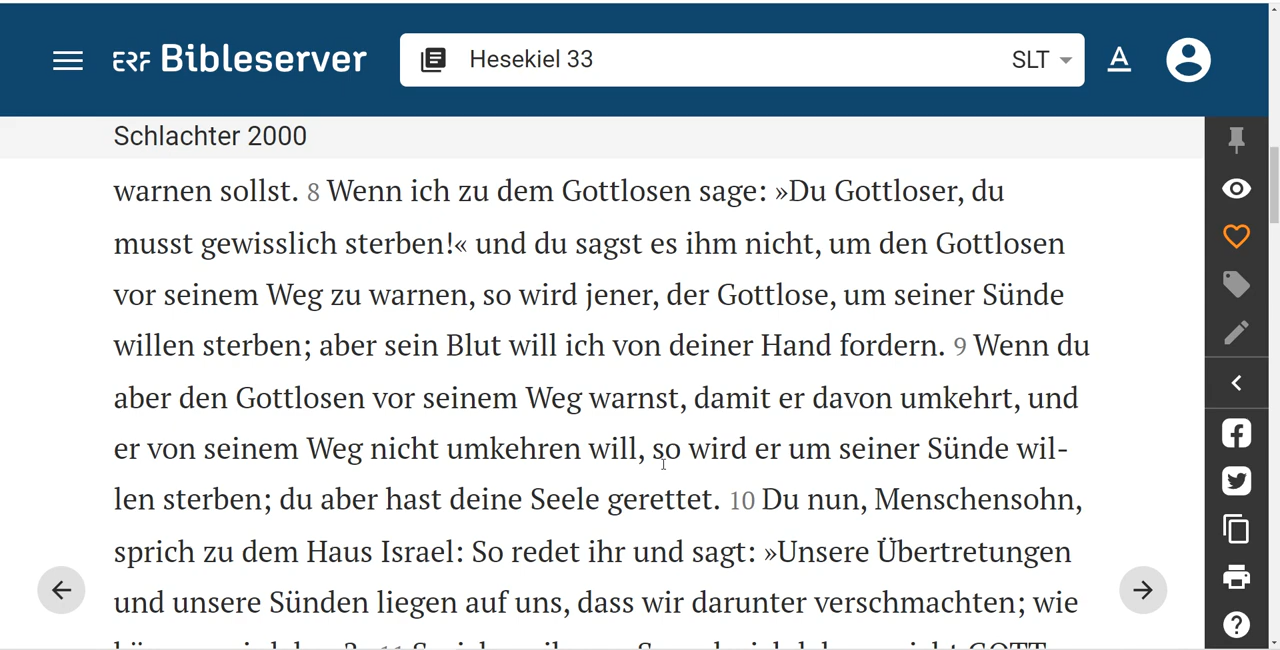 ERF Bibleserver
Hesekiel 33
SLT
A
Schlachter 2000
warnen sollst. 8 Wenn ich zu dem Gottlosen sage: »Du Gottloser, du
musst gewisslich sterben!« und du sagst es ihm nicht, um den Gottlosen
vor seinem Weg zu warnen, so wird jener, der Gottlose, um seiner Sünde
willen sterben; aber sein Blut will ich von deiner Hand fordern. 9 Wenn du
aber den Gottlosen vor seinem Weg warnst, damit er davon umkehrt, und
er von seinem Weg nicht umkehren will, so wird er um seiner Sünde wil-
len sterben; du aber hast deine Seele gerettet. 10 Du nun, Menschensohn,
sprich zu dem Haus Israel: So redet ihr und sagt: »Unsere Übertretungen
und unsere Sünden liegen auf uns, dass wir darunter verschmachten; wie